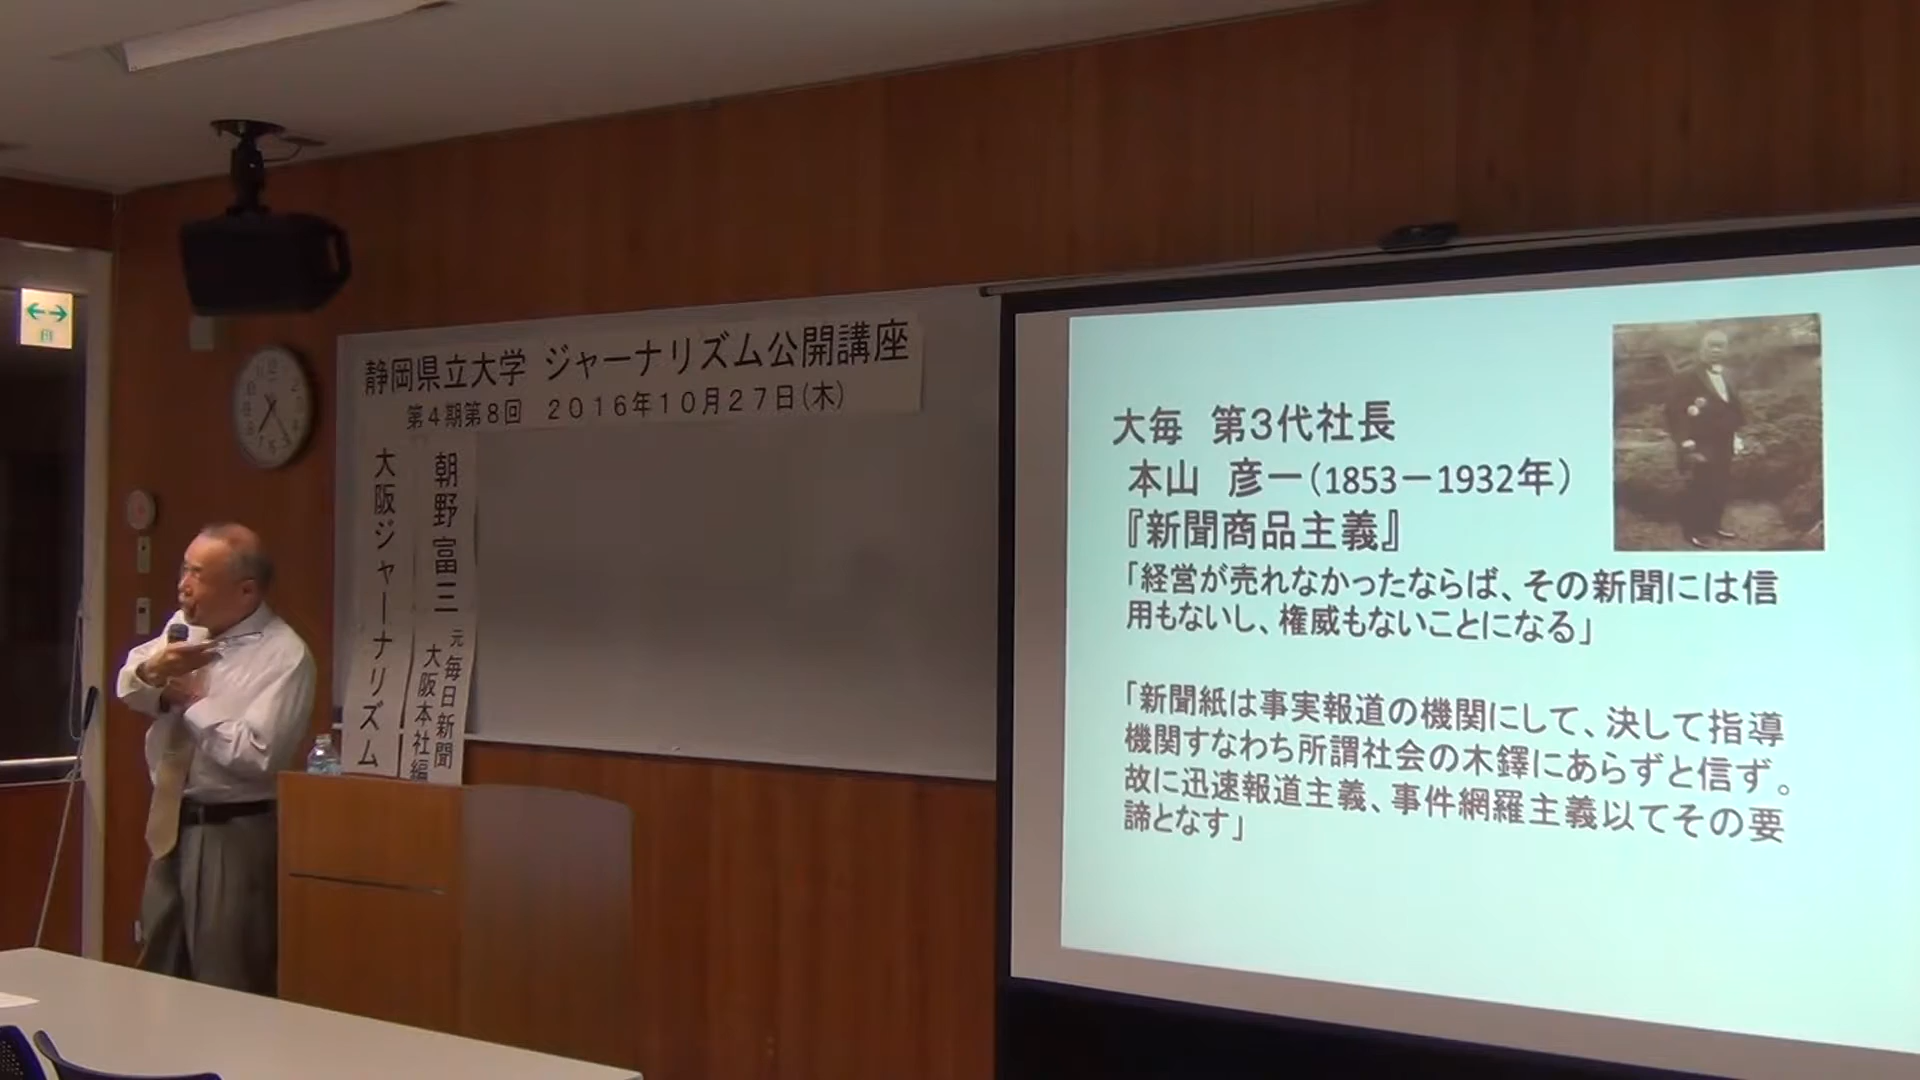 静岡県立大学 ジャーナリズム公開講座
第4期第8回 2016年10月27日(木)
大阪ジャーナリズム
朝野富三
元毎日新聞
大阪本社編
大毎 第3代社長
本山 彦一(1853－1932年)
『新聞商品主義』
「経営が売れなかったならば、その新聞には信
用もないし、権威もないことになる」
「新聞紙は事実報道の機関にして、決して指導
機関すなわち所謂社会の木鐸にあらずと信ず。
故に迅速報道主義、事件網羅主義以てその要
諦となす」